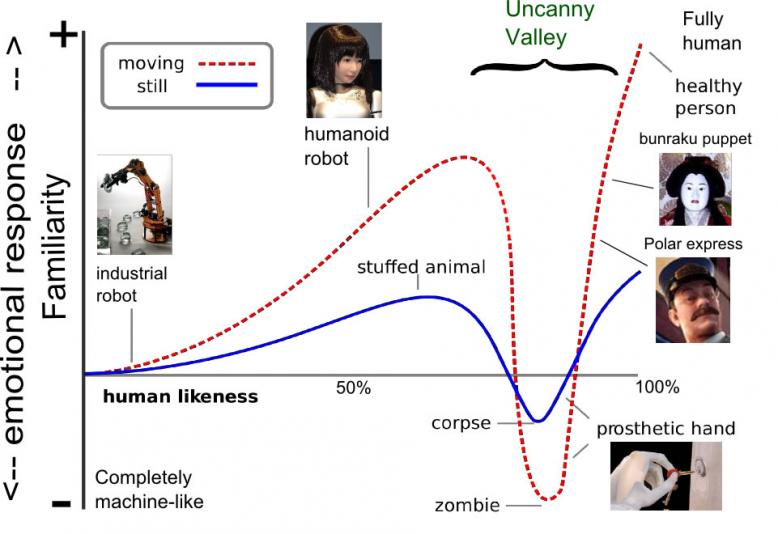 Uncanny
Valley
Fully
human
+
<-- emotional response -->
Familiarity
moving
still
healthy
person
humanoid
robot
bunraku puppet
industrial
robot
stuffed animal
Polar express
human likeness
50%
100%
corpse
prosthetic hand
Completely
machine-like
-
zombie